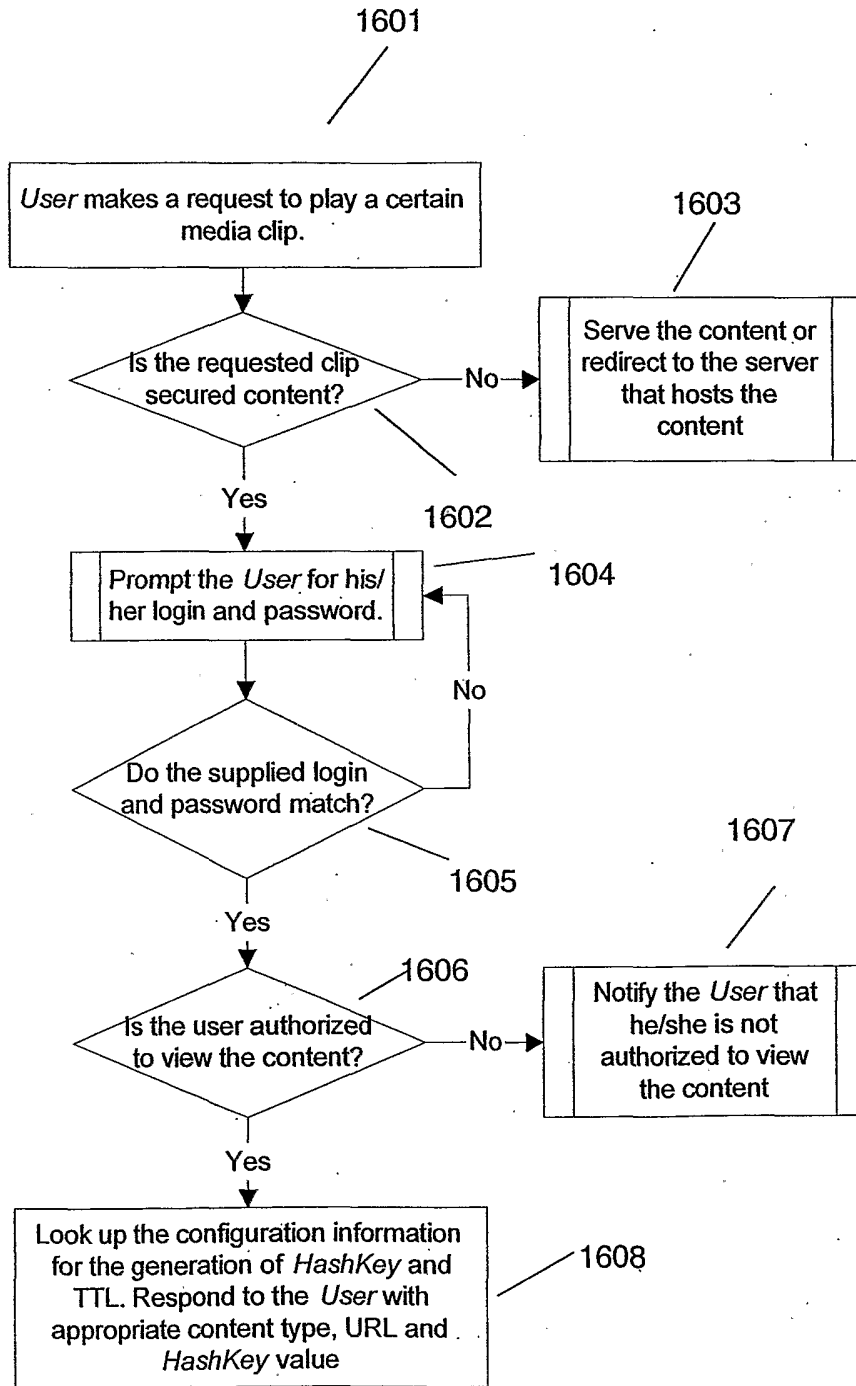 1601
User makes a request to play a certain
media clip.
1603
Serve the content or
redirect to the server
that hosts the
content
Is the requested clip
secured content?
No
Yes
1602
1604
Prompt the User for his/
her login and password.
No
Do the supplied login
and password match?
1605
1607
Yes
1606
Is the user authorized
to view the content?
No
Notify the User that
he/she is not
authorized to view
the content
Yes
Look up the configuration information
for the generation of HashKey and
TTL. Respond to the User with
appropriate content type, URL and
HashKey value
1608